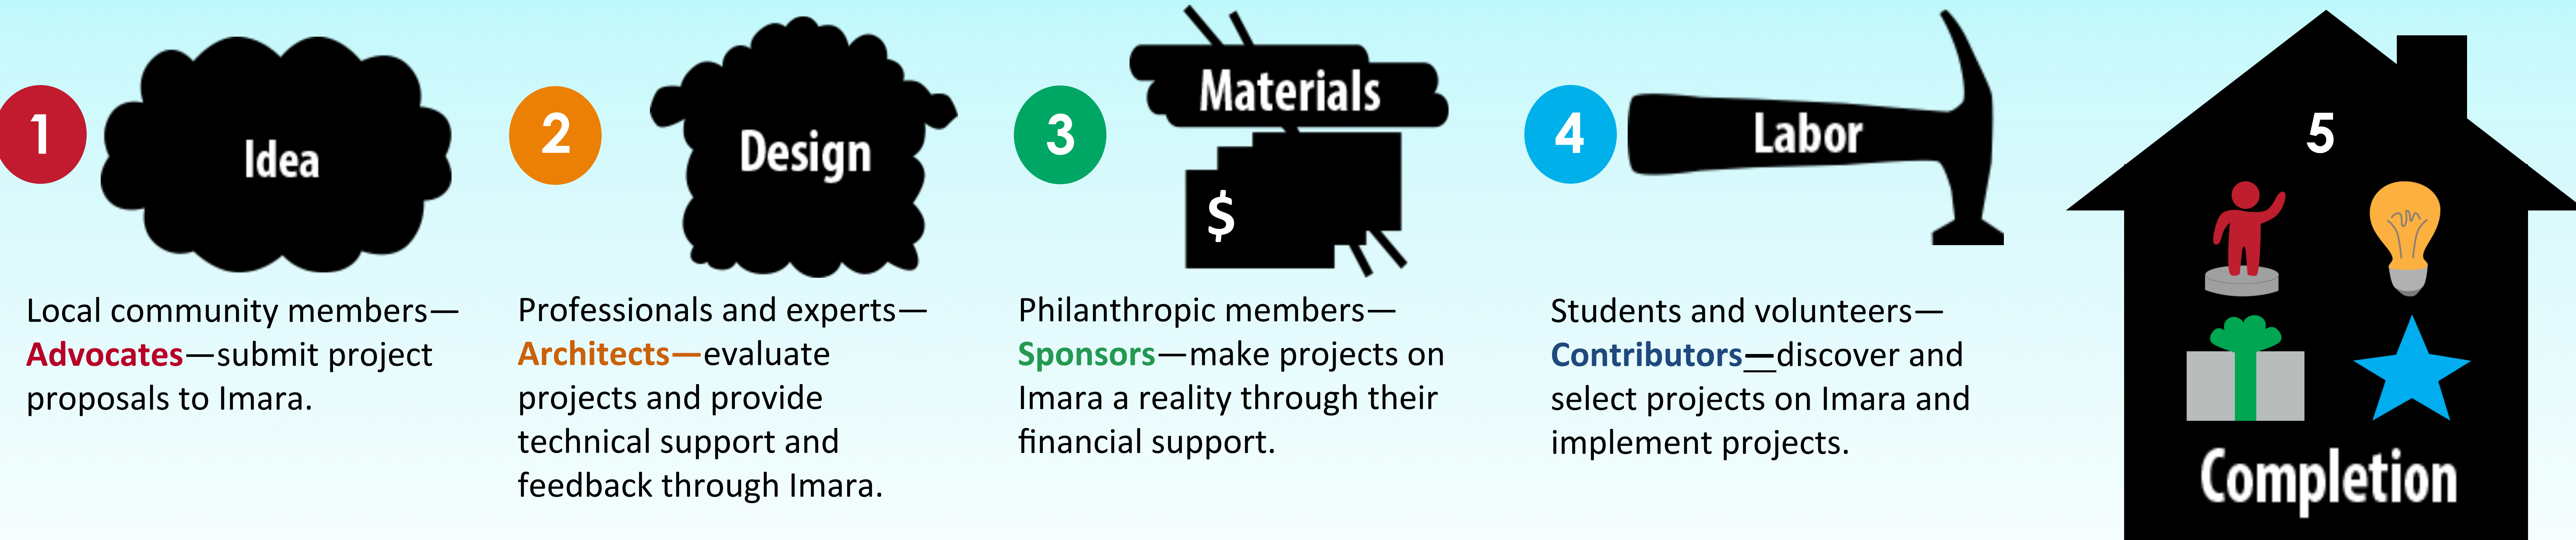 1
Idea
Local community members—
Advocates—submit project
proposals to Imara.
2
Design
Professionals and experts—
Architects—evaluate
projects and provide
technical support and
feedback through Imara.
3
Materials
$
Philanthropic members—
Sponsors—make projects on
Imara a reality through their
financial support.
4
Labor
Students and volunteers—
Contributors—discover and
select projects on Imara and
implement projects.
5
Completion